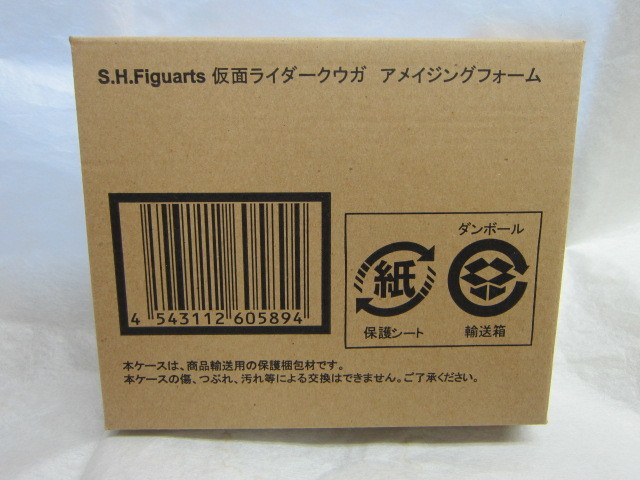 S.H.Figuarts 仮面ライダークウガ　アメイジングフォーム
4 543112 605894
ダンボール
紙
保護シート
輸送箱
本ケースは、商品輸送用の保護梱包材です。
本ケースの傷、つぶれ、汚れ等による交換はできません。ご了承ください。